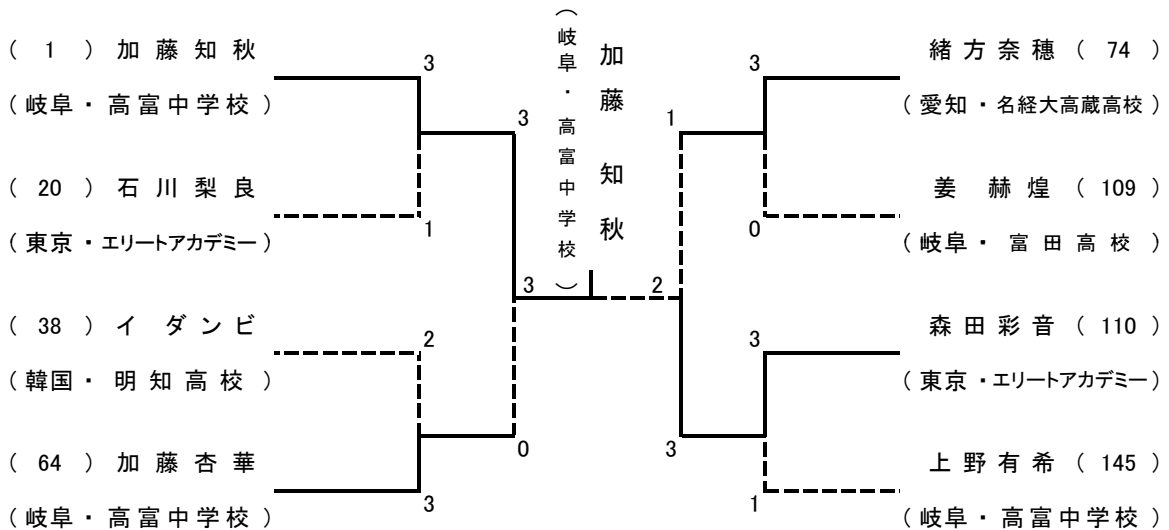 ( 1 ) 加藤知秋
(岐阜・高富中学校)
3
( 20 ) 石川梨良
(東京・エリートアカデミー)
1
3
( 38 ) イ ダンビ
(韓国・明知高校)
2
( 64 ) 加藤杏華
(岐阜・高富中学校)
3
0
3
加藤 知秋
(岐阜・高富中学校)
2
緒方奈穗 ( 74 )
(愛知・名経大高蔵高校)
3
姜 赫煌 ( 109 )
(岐阜・富田高校)
0
1
森田彩音 ( 110 )
(東京・エリートアカデミー)
3
上野有希 ( 145 )
(岐阜・高富中学校)
1
3